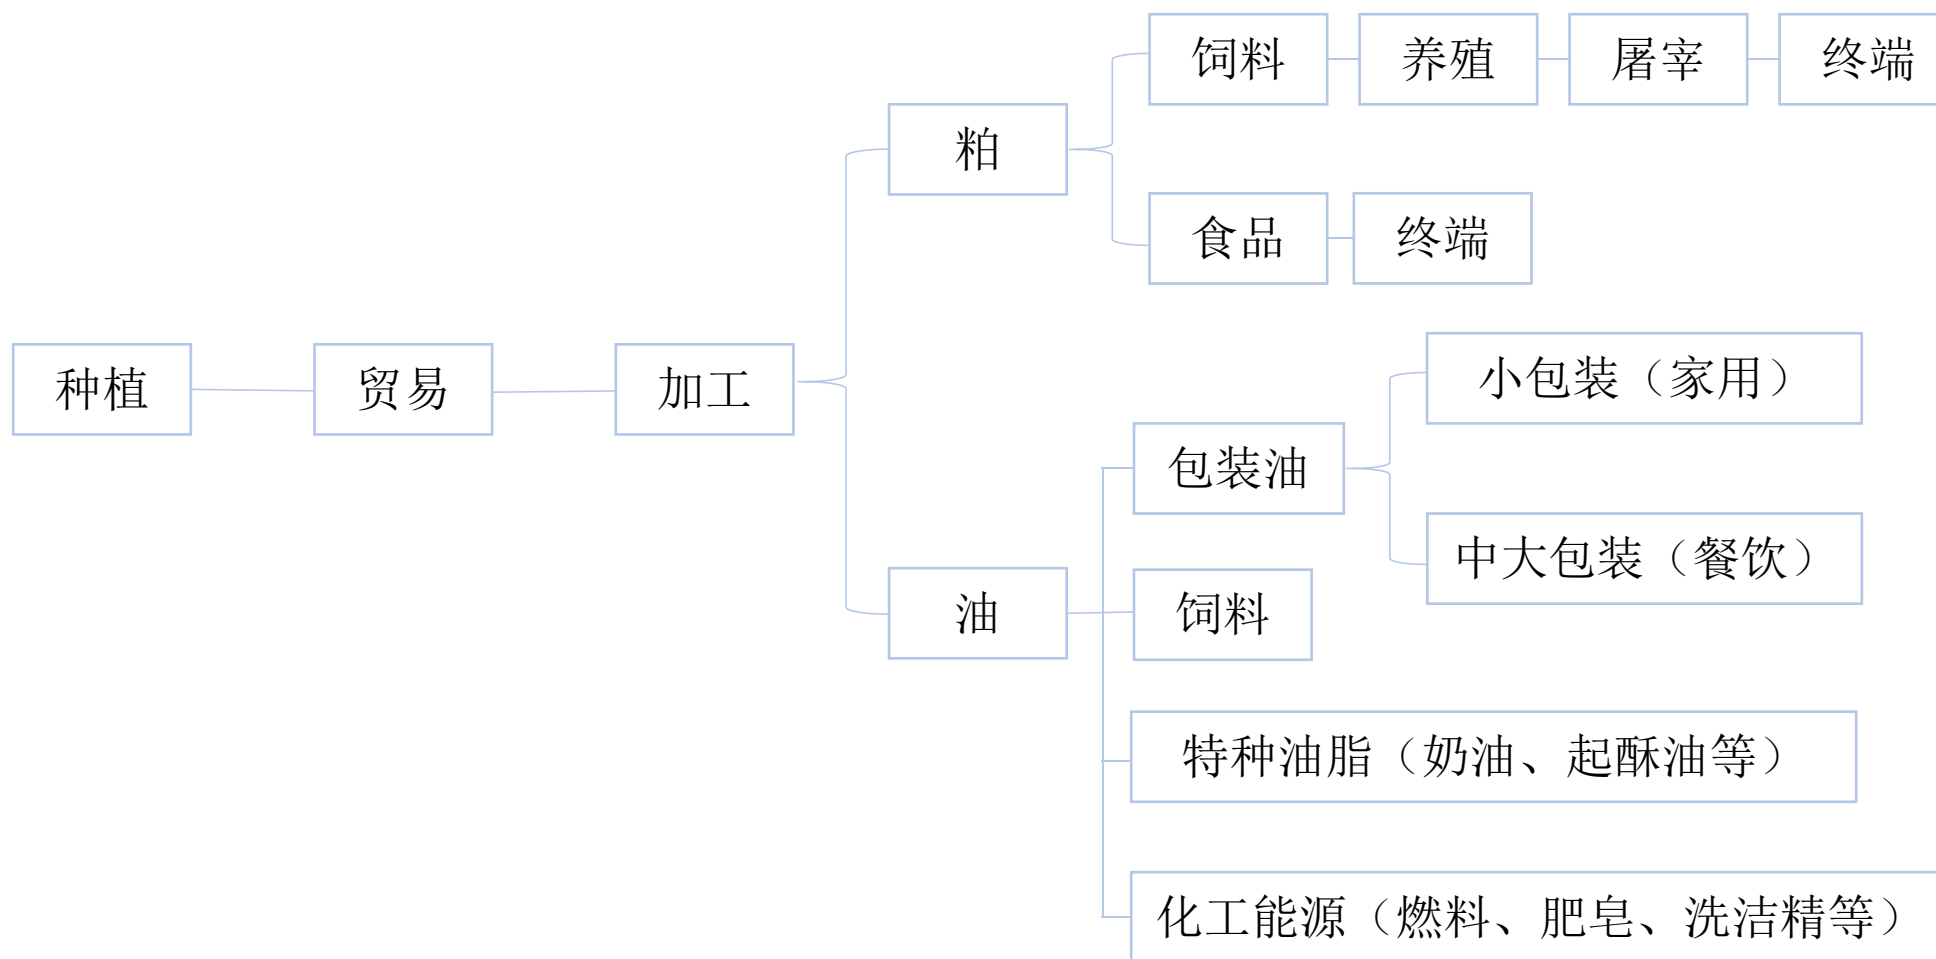 饲料
养殖
屠宰
终端
粕
食品
终端
种植
贸易
加工
小包装（家用）
包装油
中大包装（餐饮）
油
饲料
特种油脂（奶油、起酥油等）
化工能源（燃料、肥皂、洗洁精等）